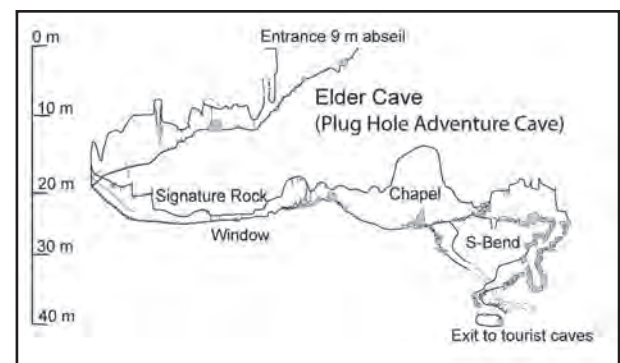 0 m
Entrance 9 m abseil
10 m
Elder Cave
(Plug Hole Adventure Cave)
20 m
Signature Rock
Chapel
Window
S-Bend
30 m
40 m
Exit to tourist caves